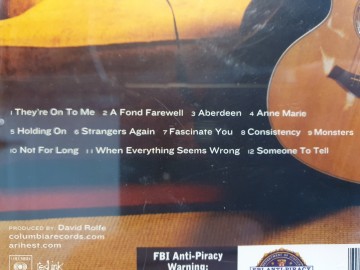 1 They're On To Me 2 A Fond Farewell 3 Aberdeen 4 Anne Marie
5 Holding On 6 Strangers Again 7 Fascinate You 8 Consistency 9 Monsters
10 Not For Long 11 When Everything Seems Wrong 12 Someone To Tell
PRODUCED BY: David Rolfe
columbiarecords.com
arihest.com
FBI Anti-Piracy
Warning: